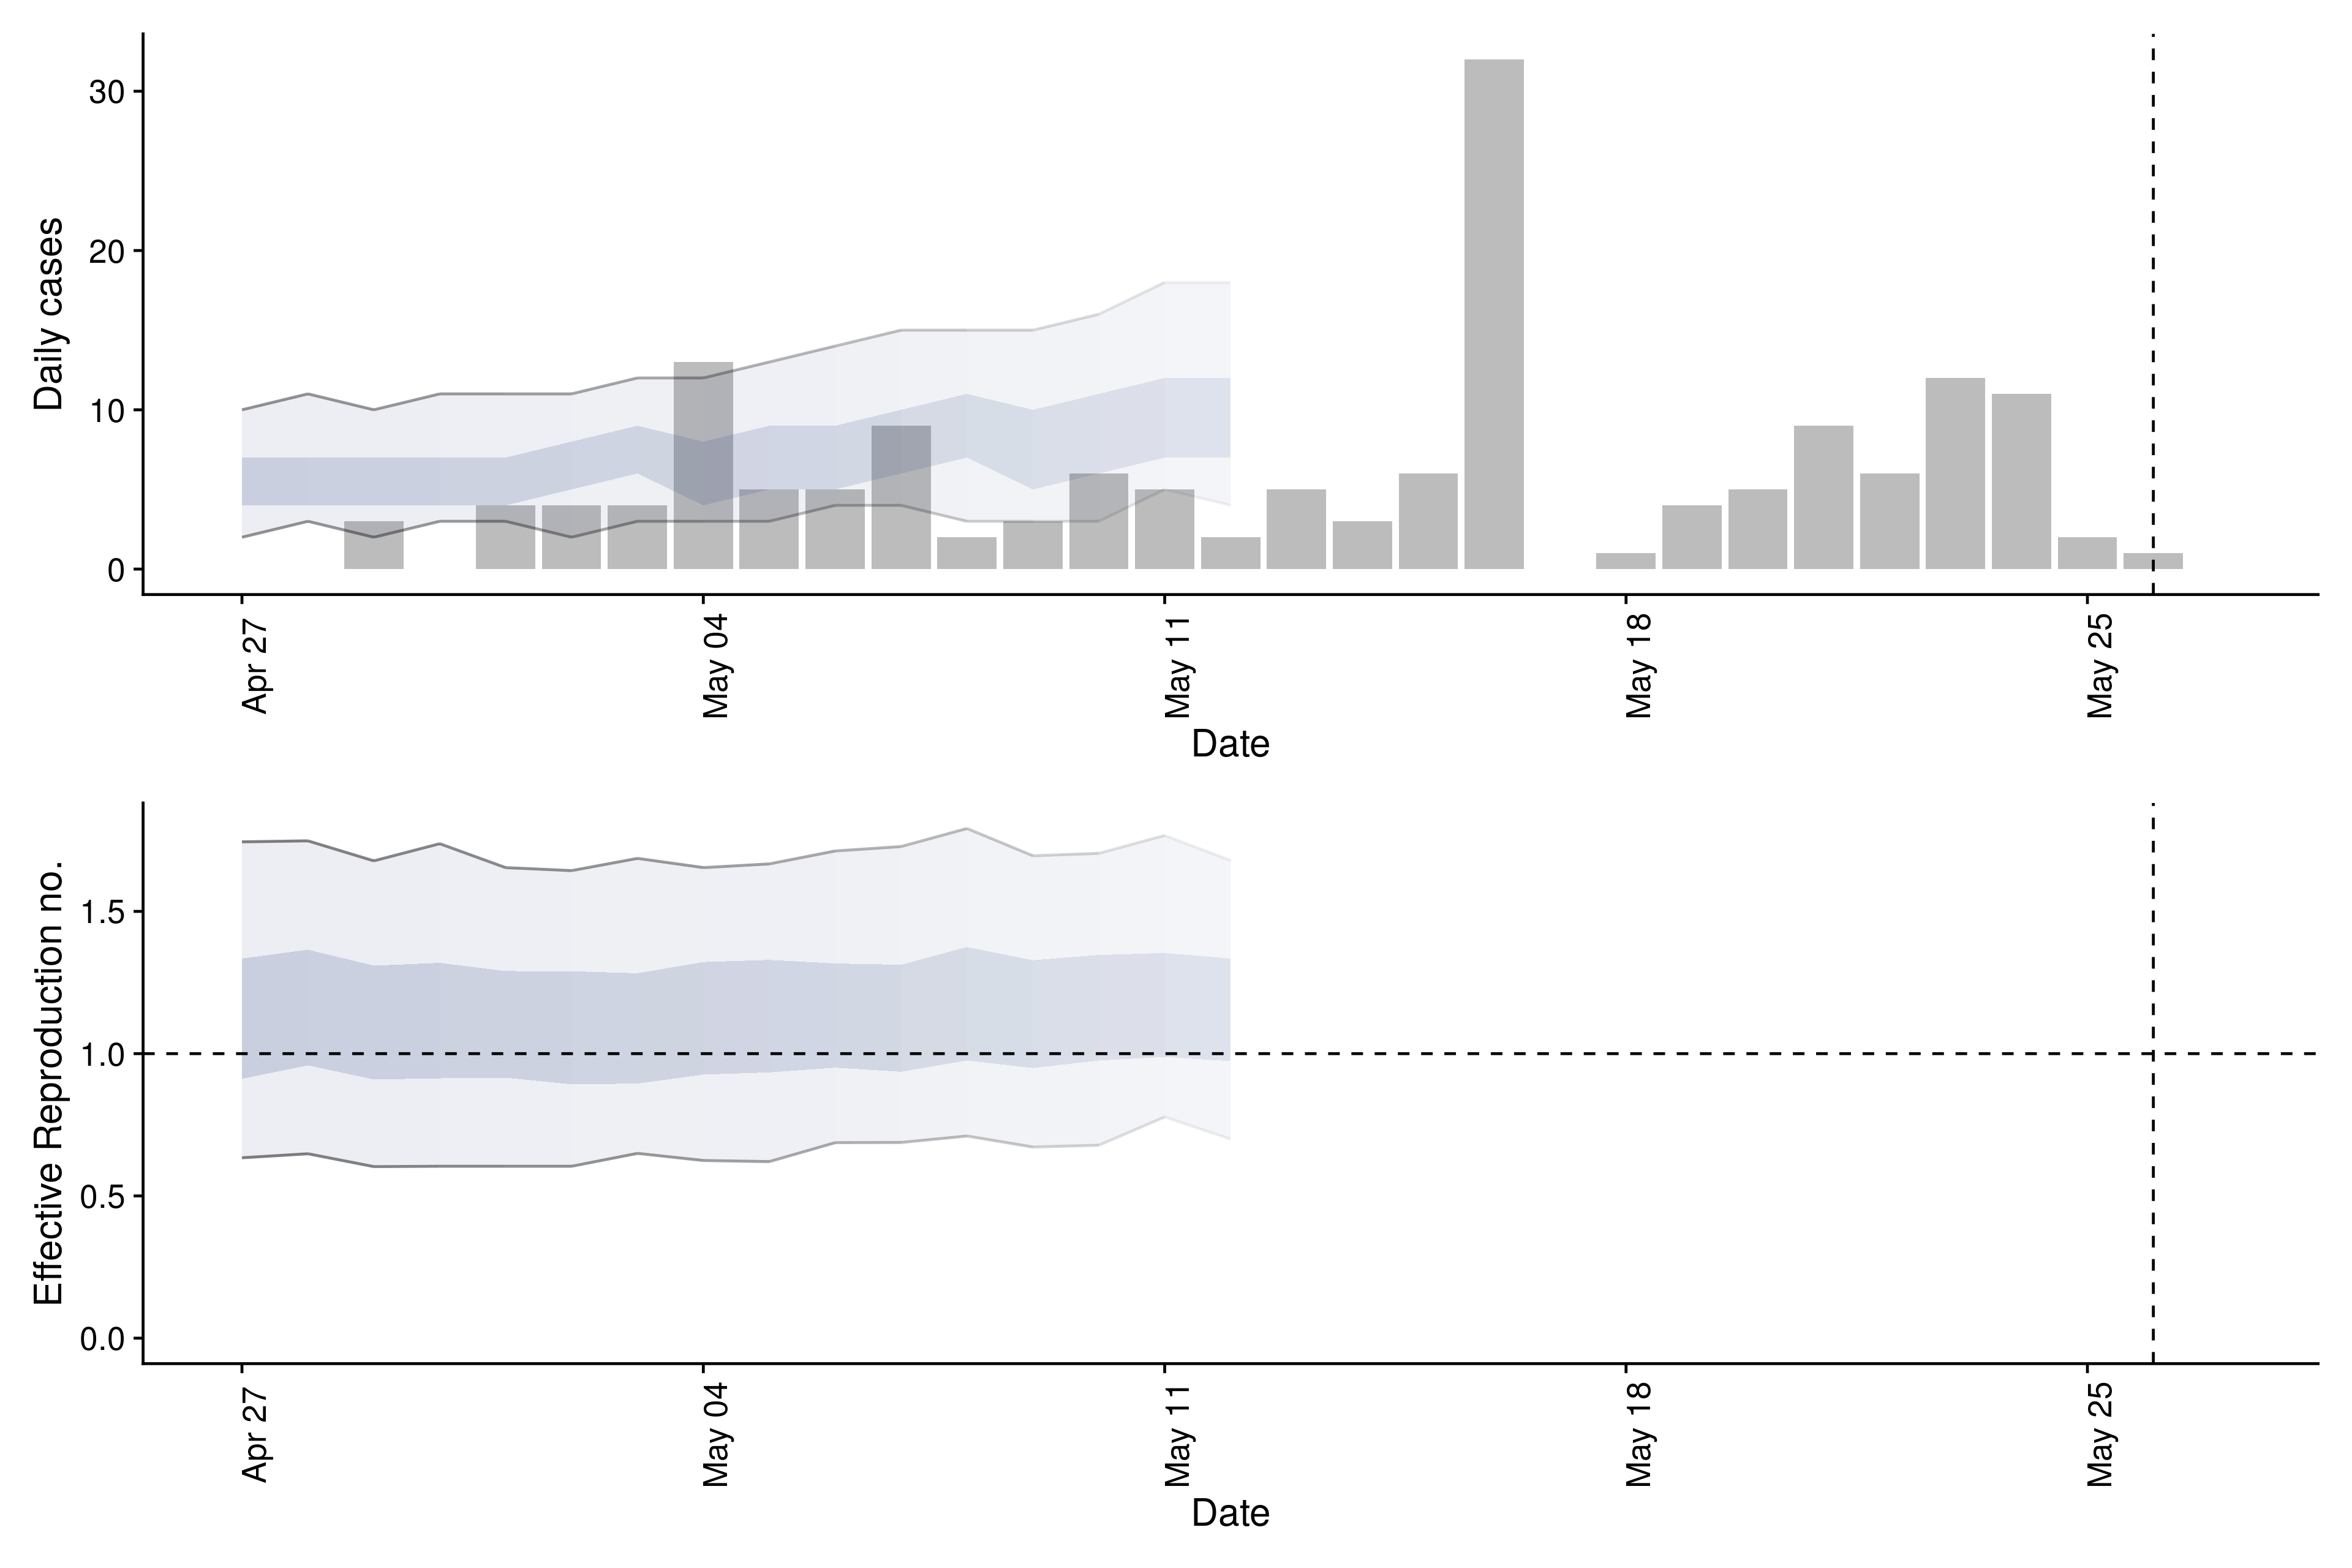 Daily cases
30
20
10
0
Apr 27
May 04
May 11
May 18
May 25
Date
Effective Reproduction no.
1.5
1.0
0.5
0.0
Apr 27
May 04
May 11
May 18
May 25
Date